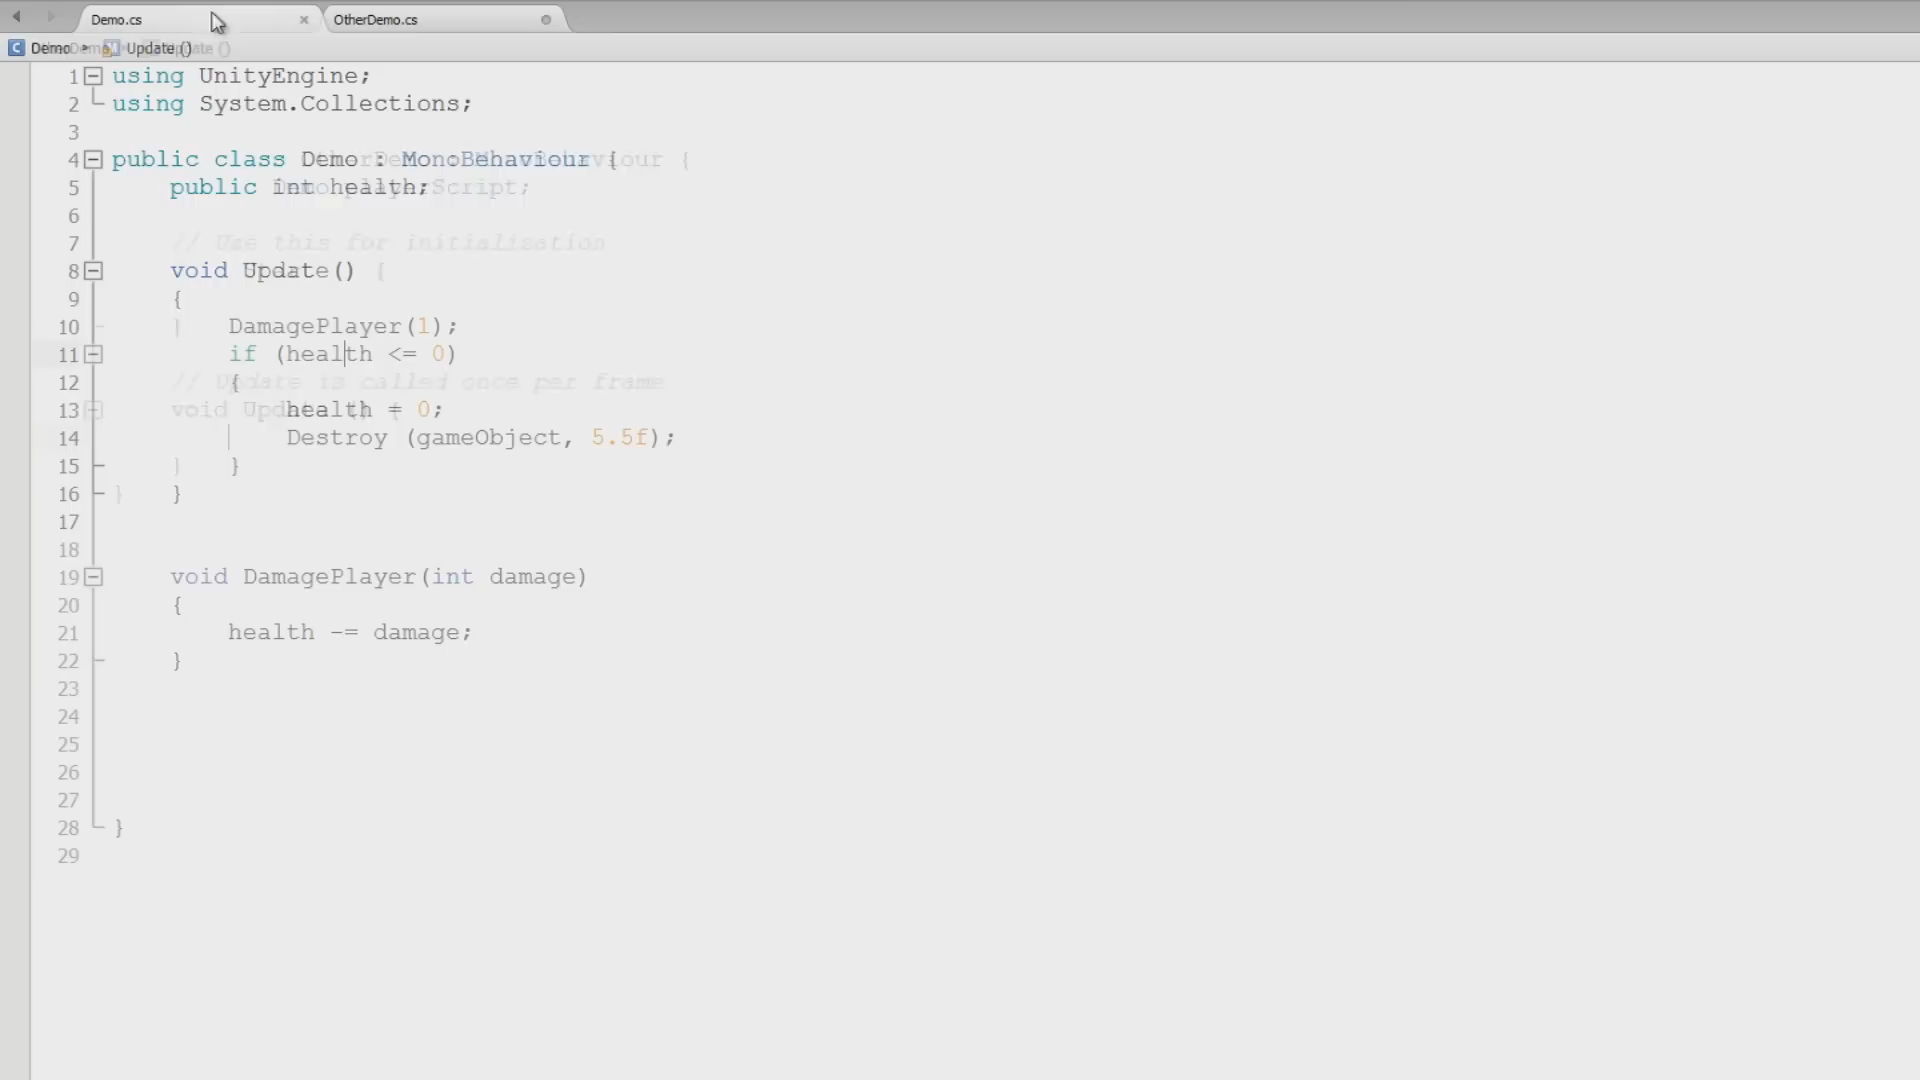 Demo.cs OtherDemo.cs
Demo Update ()
1 using UnityEngine;
2 using System.Collections;
3
4 public class Demo : MonoBehaviour {
5 public int health;
6
7 // Use this for initialization
8 void Update()
9 {
10 DamagePlayer(1);
11 if (health <= 0)
12 {
// Update is called once per frame
13 health = 0;
void Update () {
14 Destroy (gameObject, 5.5f);
15 }
16 }
17
18
19 void DamagePlayer(int damage)
20 {
21 health -= damage;
22 }
23
24
25
26
27
28 }
29